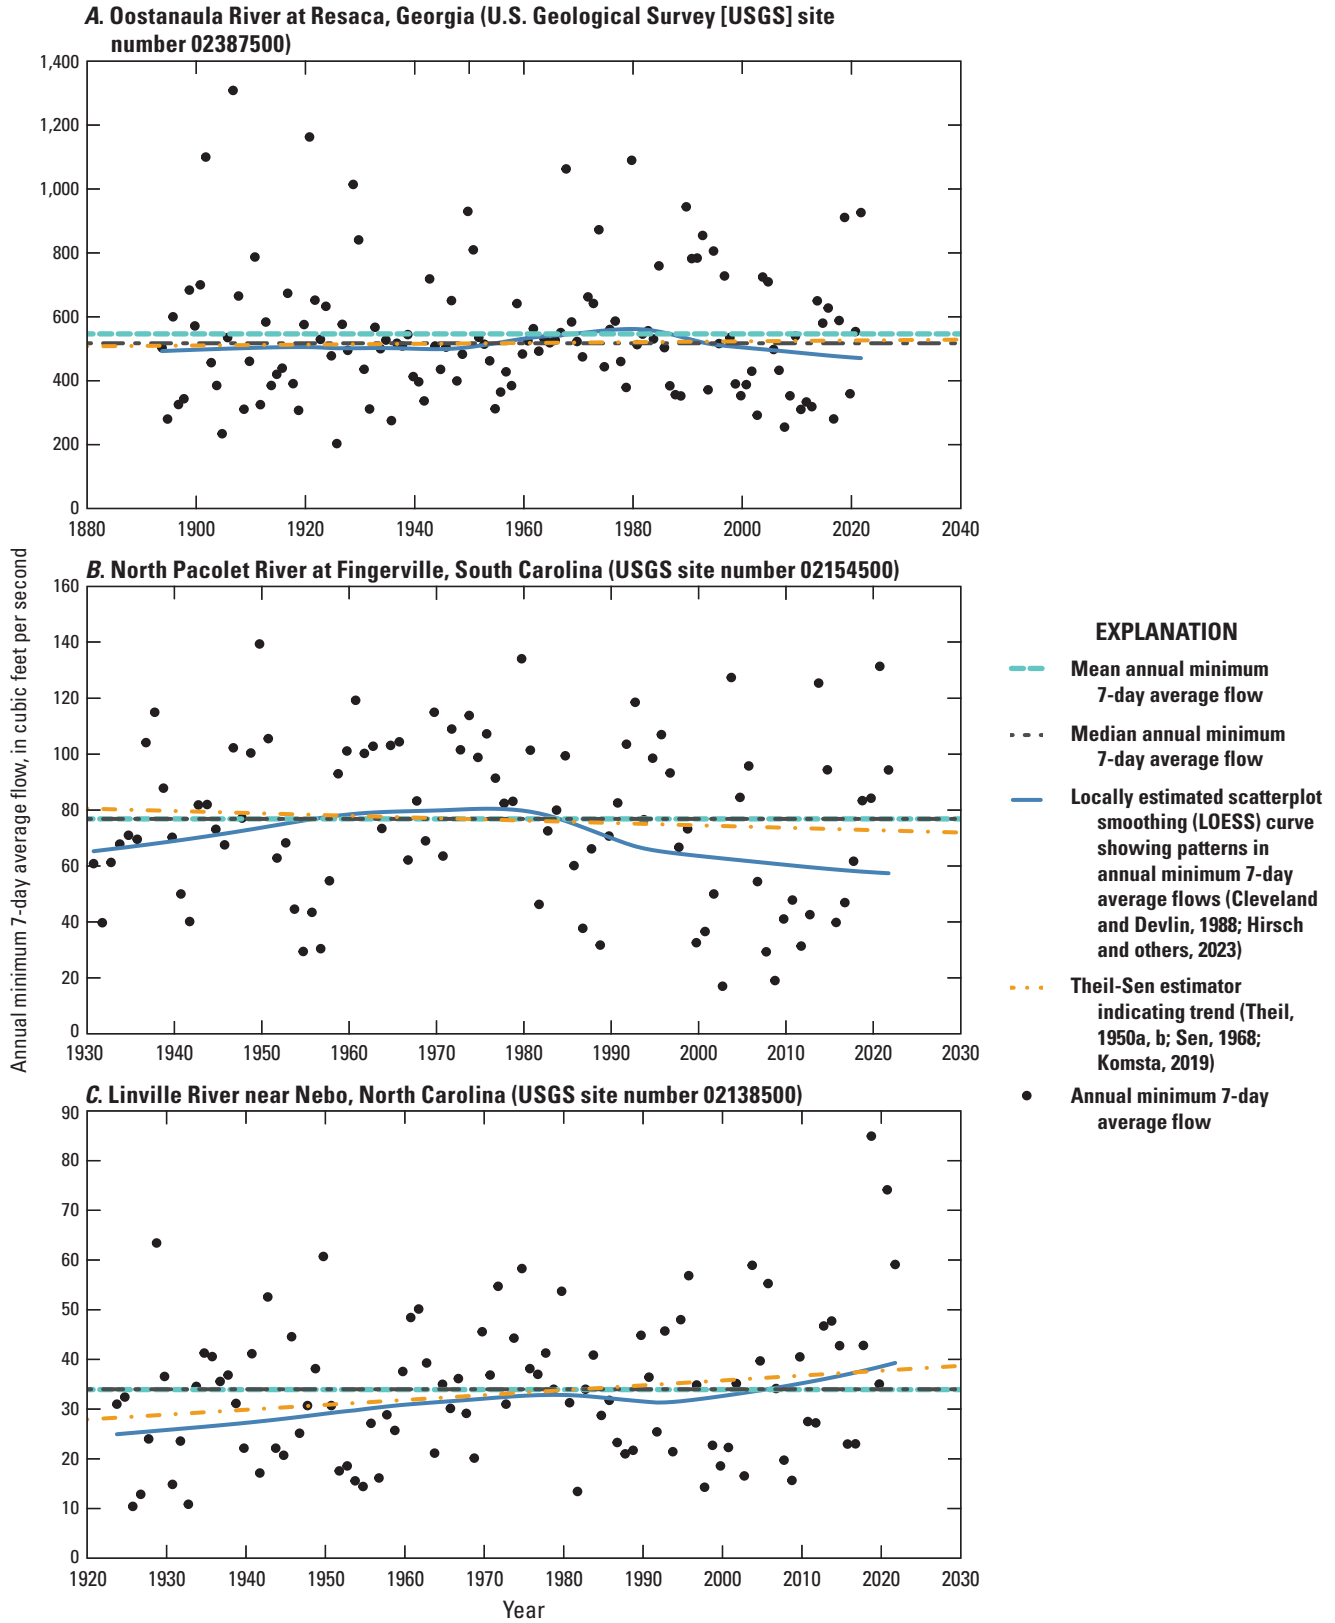 A. Oostanaula River at Resaca, Georgia (U.S. Geological Survey [USGS] site
number 02387500)
1,400
1,200
1,000
800
600
400
200
0
1880 1900 1920 1940 1960 1980 2000 2020 2040
Annual minimum 7-day average flow, in cubic feet per second
B. North Pacolet River at Fingerville, South Carolina (USGS site number 02154500)
160
140
120
100
80
60
40
20
0
1930 1940 1950 1960 1970 1980 1990 2000 2010 2020 2030
C. Linville River near Nebo, North Carolina (USGS site number 02138500)
90
80
70
60
50
40
30
20
10
0
1920 1930 1940 1950 1960 1970 1980 1990 2000 2010 2020 2030
Year
EXPLANATION
Mean annual minimum
7-day average flow
Median annual minimum
7-day average flow
Locally estimated scatterplot
smoothing (LOESS) curve
showing patterns in
annual minimum 7-day
average flows (Cleveland
and Devlin, 1988; Hirsch
and others, 2023)
Theil-Sen estimator
indicating trend (Theil,
1950a, b; Sen, 1968;
Komsta, 2019)
Annual minimum 7-day
average flow